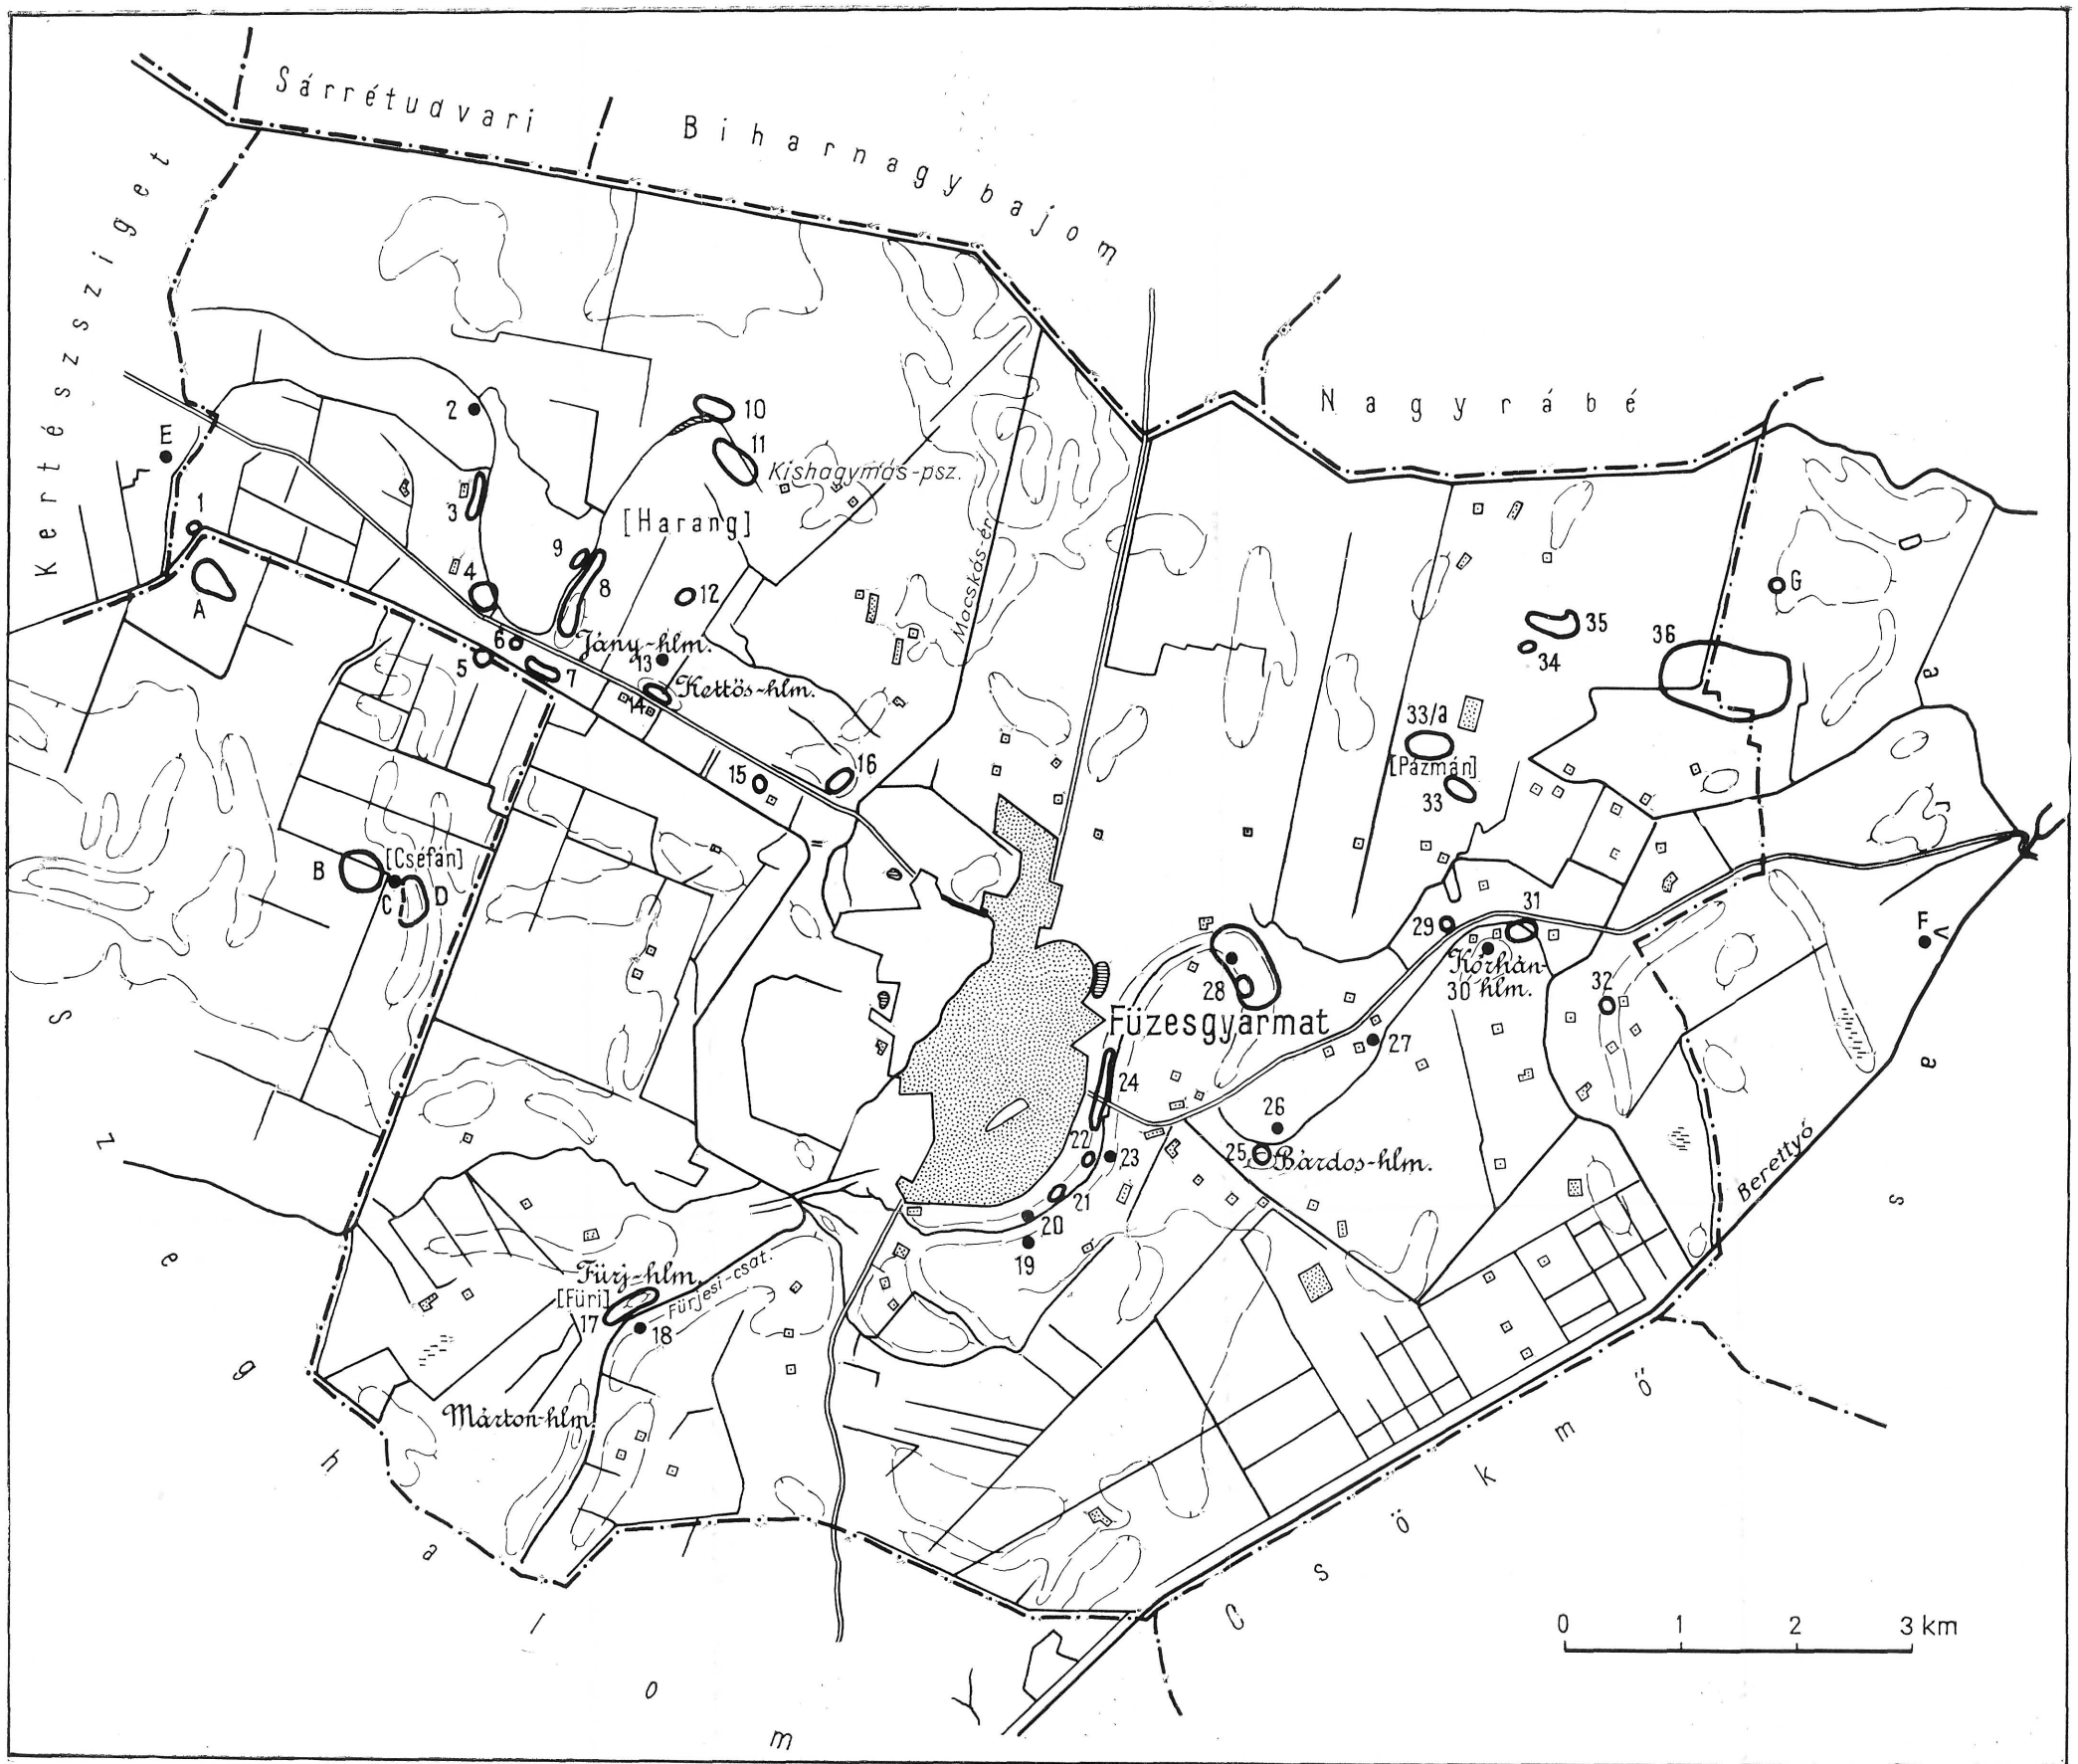 Sárrétudvari
Biharnagybajom
Kertészsziget
Nagyrábé
E
2
10
11
Kishagymás-psz.
1
3
[Harang]
Macskás-ér
9
4
8
12
A
G
6
Jány-hlm.
13
5
7
Kettős-hlm.
14
35
34
36
33/a
[Pázmán]
33
15
16
B
[Csefán]
C
D
29
31
F
28
Kórhán-
30 hlm.
32
Füzesgyarmat
27
24
26
22
23
25
Bárdos-hlm.
21
20
19
Berettyó
Fürj-hlm.
[Füri]
Fürjesi-csat.
17
18
Márton-hlm.
Szeghalom
Csökmő
a
a
s
0 1 2 3 km